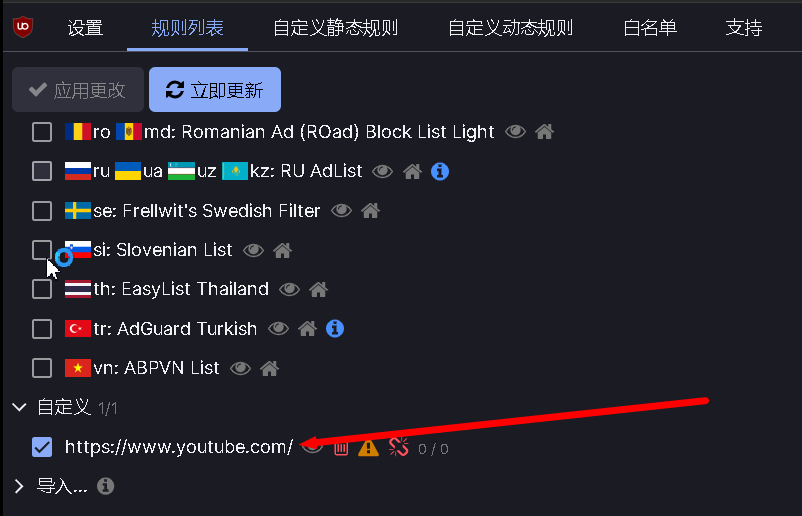 设置 规则列表 自定义静态规则 自定义动态规则 白名单 支持
应用更改 立即更新
ro md: Romanian Ad (ROad) Block List Light
ru ua uz kz: RU AdList
se: Frellwit's Swedish Filter
si: Slovenian List
th: EasyList Thailand
tr: AdGuard Turkish
vn: ABPVN List
自定义 1/1
https://www.youtube.com/ 0 / 0
导入...